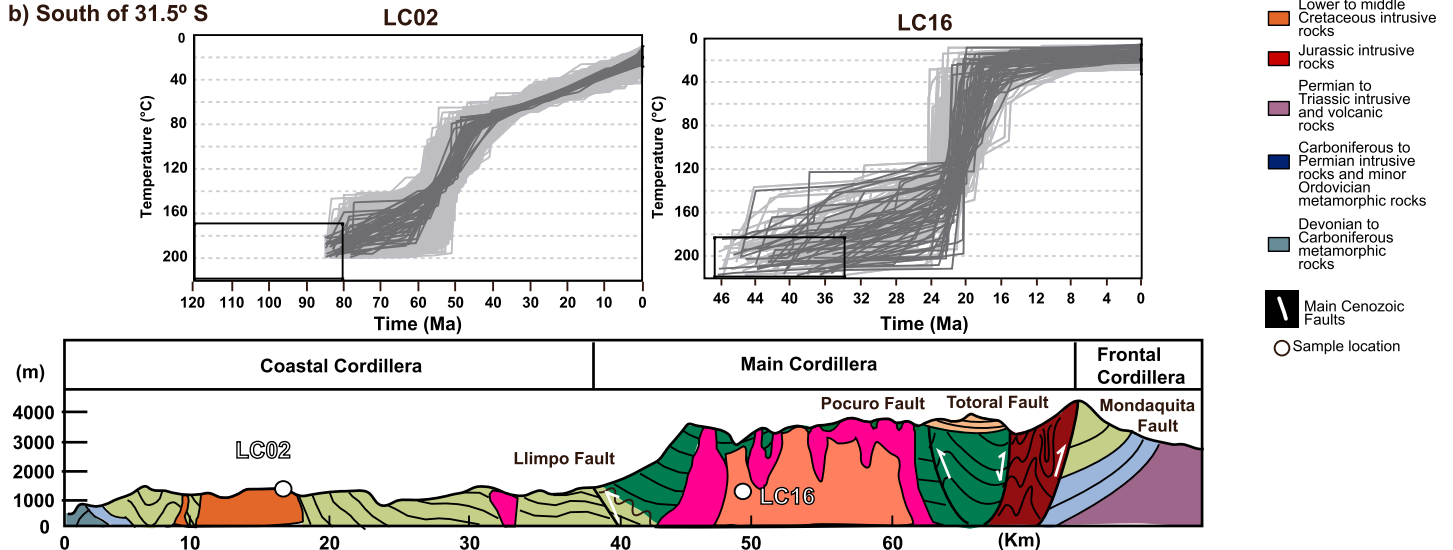 b) South of 31.5º S
LC02
LC16
0
40
80
120
160
200
Temperature (°C)
120
110
100
90
80
70
60
50
40
30
20
10
0
Time (Ma)
0
40
80
120
160
200
Temperature (°C)
46
44
40
36
32
28
24
20
16
12
8
4
0
Time (Ma)
Lower to middle
Cretaceous intrusive
rocks
Jurassic intrusive
rocks
Permian to
Triassic intrusive
and volcanic
rocks
Carboniferous to
Permian intrusive
rocks and minor
Ordovician
metamorphic rocks
Devonian to
Carboniferous
metamorphic
rocks
Main Cenozoic
Faults
Sample location
Coastal Cordillera
Main Cordillera
Frontal
Cordillera
(m)
4000
3000
2000
1000
0
LC02
Llimpo Fault
LC16
Pocuro Fault
Totoral Fault
Mondaquita
Fault
0
10
20
30
40
50
60
(Km)